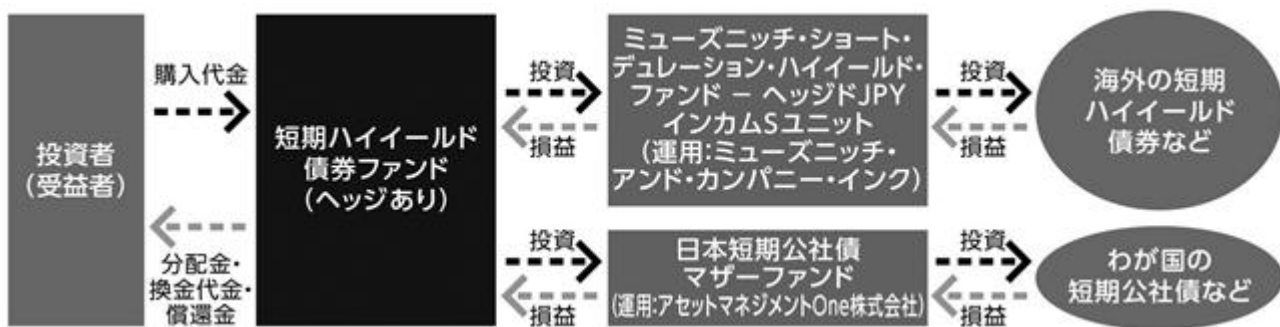 投資者
(受益者)
購入代金
分配金・
換金代金・
償還金
短期ハイイールド
債券ファンド
(ヘッジあり)
投資
損益
ミューズニッチ・ショート・
デュレーション・ハイイールド・
ファンド − ヘッジドJPY
インカムSユニット
(運用:ミューズニッチ・
アンド・カンパニー・インク)
投資
損益
海外の短期
ハイイールド
債券など
投資
損益
日本短期公社債
マザーファンド
(運用:アセットマネジメントOne株式会社)
投資
損益
わが国の
短期公社債など